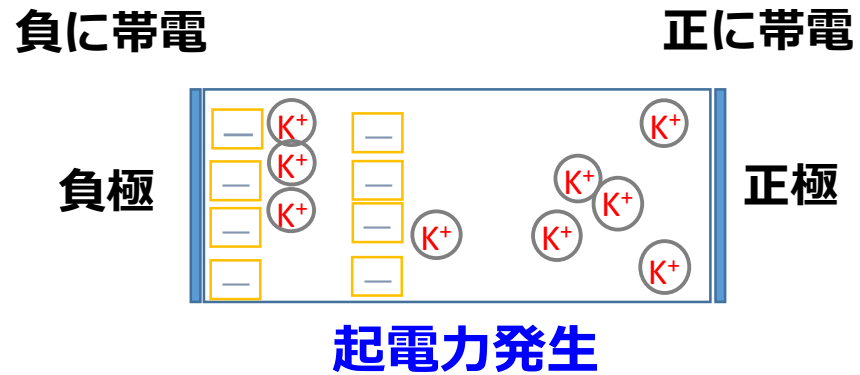 負に帯電
正に帯電
負極
正極
— K⁺ — K⁺
— K⁺ — K⁺ K⁺
— K⁺ — K⁺ K⁺
— — K⁺
起電力発生